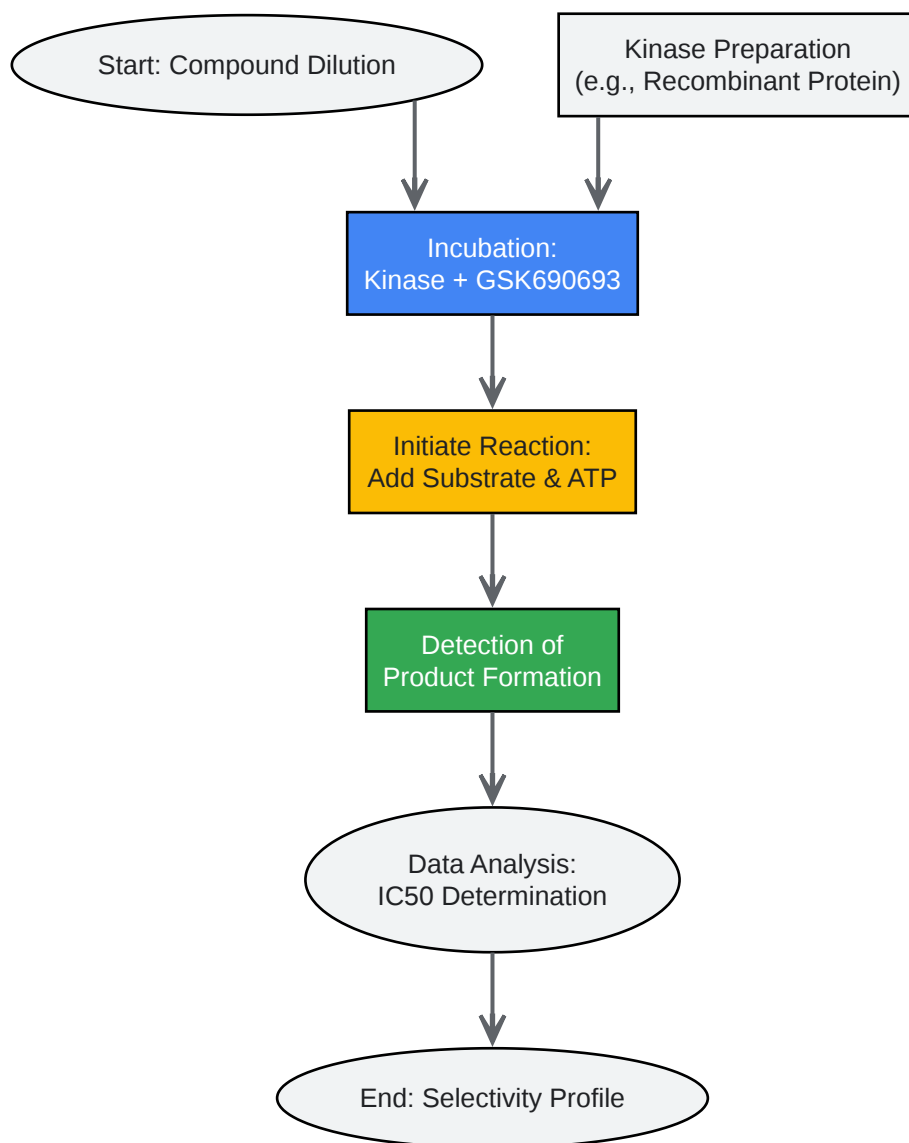 Start: Compound Dilution
Kinase Preparation
(e.g., Recombinant Protein)
Incubation:
Kinase + GSK690693
Initiate Reaction:
Add Substrate & ATP
Detection of
Product Formation
Data Analysis:
IC50 Determination
End: Selectivity Profile